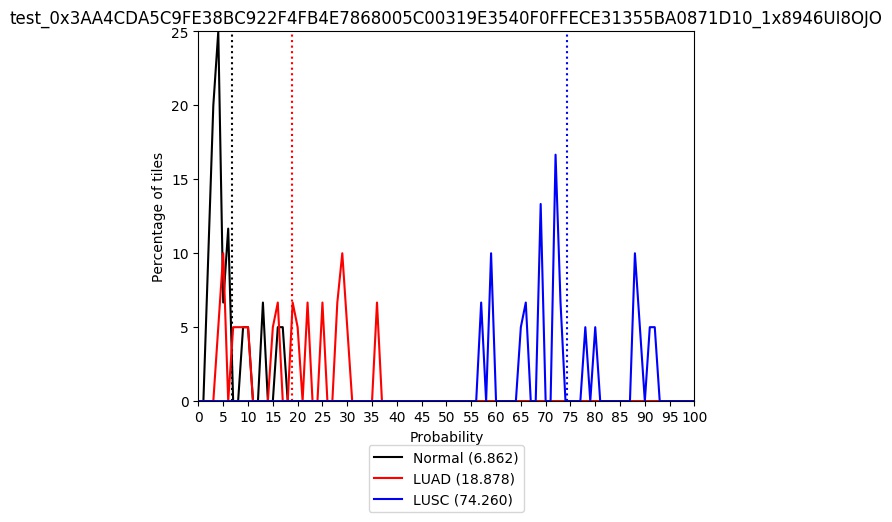 test_0x3AA4CDA5C9FE38BC922F4FB4E7868005C00319E3540F0FFECE31355BA0871D10_1x8946UI8OJO
25
20
15
10
5
0
Percentage of tiles
0 5 10 15 20 25 30 35 40 45 50 55 60 65 70 75 80 85 90 95 100
Probability
Normal (6.862)
LUAD (18.878)
LUSC (74.260)